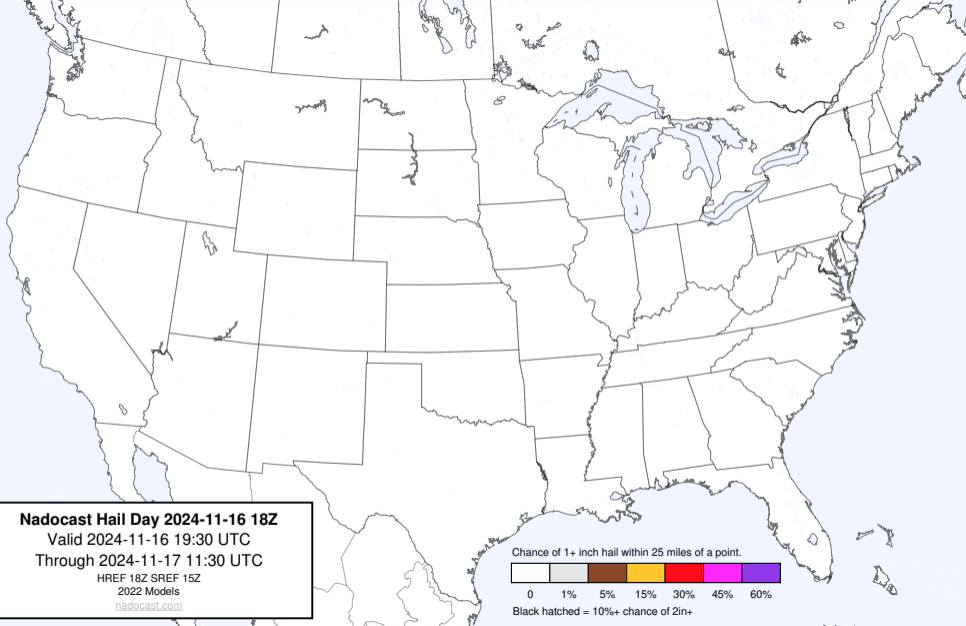 Nadocast Hail Day 2024-11-16 18Z
Valid 2024-11-16 19:30 UTC
Through 2024-11-17 11:30 UTC
HREF 18Z SREF 15Z
2022 Models
nadocast.com
Chance of 1+ inch hail within 25 miles of a point.
0 1% 5% 15% 30% 45% 60%
Black hatched = 10%+ chance of 2in+